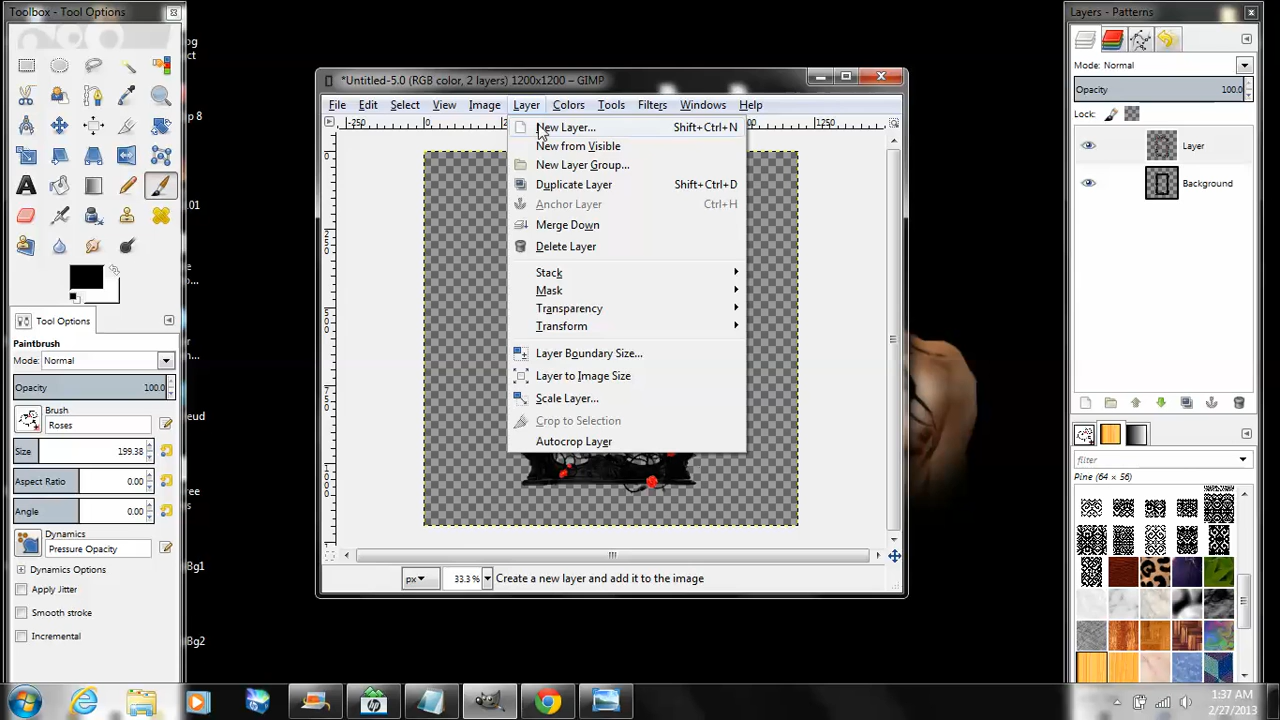 Toolbox - Tool Options
Paintbrush
Tool Options
Mode: Normal
Opacity 100.0
Brush
Roses
Size 199.38
Aspect Ratio 0.00
Angle 0.00
Dynamics
Pressure Opacity
Dynamics Options
Apply Jitter
Smooth stroke
Incremental
*Untitled-5.0 (RGB color, 2 layers) 1200x1200 – GIMP
File Edit Select View Image Layer Colors Tools Filters Windows Help
0 1250
New Layer... Shift+Ctrl+N
New from Visible
New Layer Group...
Duplicate Layer Shift+Ctrl+D
Anchor Layer Ctrl+H
Merge Down
Delete Layer
Stack
Mask
Transparency
Transform
Layer Boundary Size...
Layer to Image Size
Scale Layer...
Crop to Selection
Autocrop Layer
px 33.3 % Create a new layer and add it to the image
Layers - Patterns
Mode: Normal
Opacity 100.0
Lock:
Layer
Background
filter
Pine (64 × 56)
1:37 AM
2/27/2013